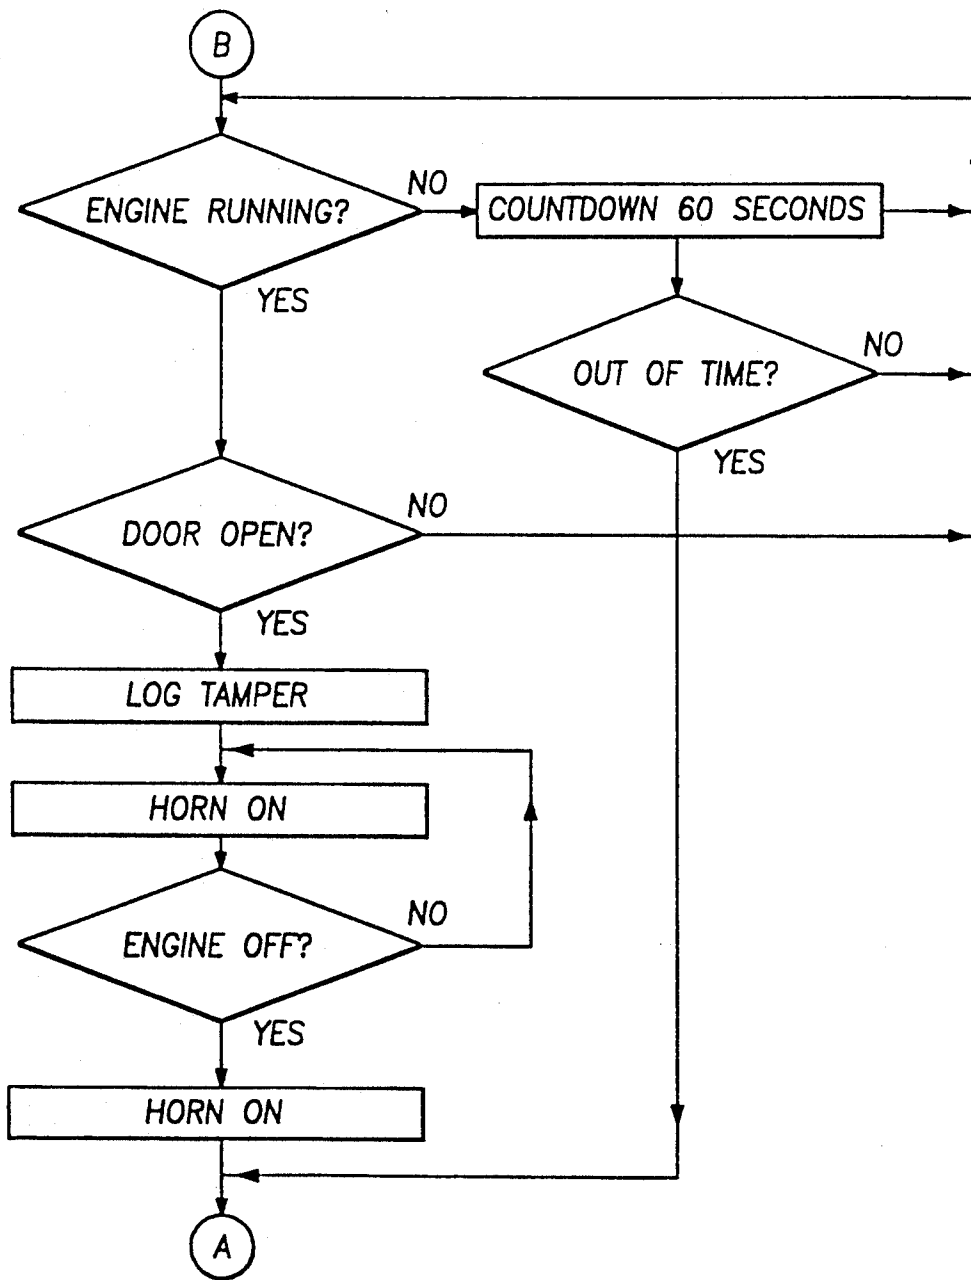 B
ENGINE RUNNING?
NO
COUNTDOWN 60 SECONDS
YES
OUT OF TIME?
NO
YES
DOOR OPEN?
NO
YES
LOG TAMPER
HORN ON
ENGINE OFF?
NO
YES
HORN ON
A